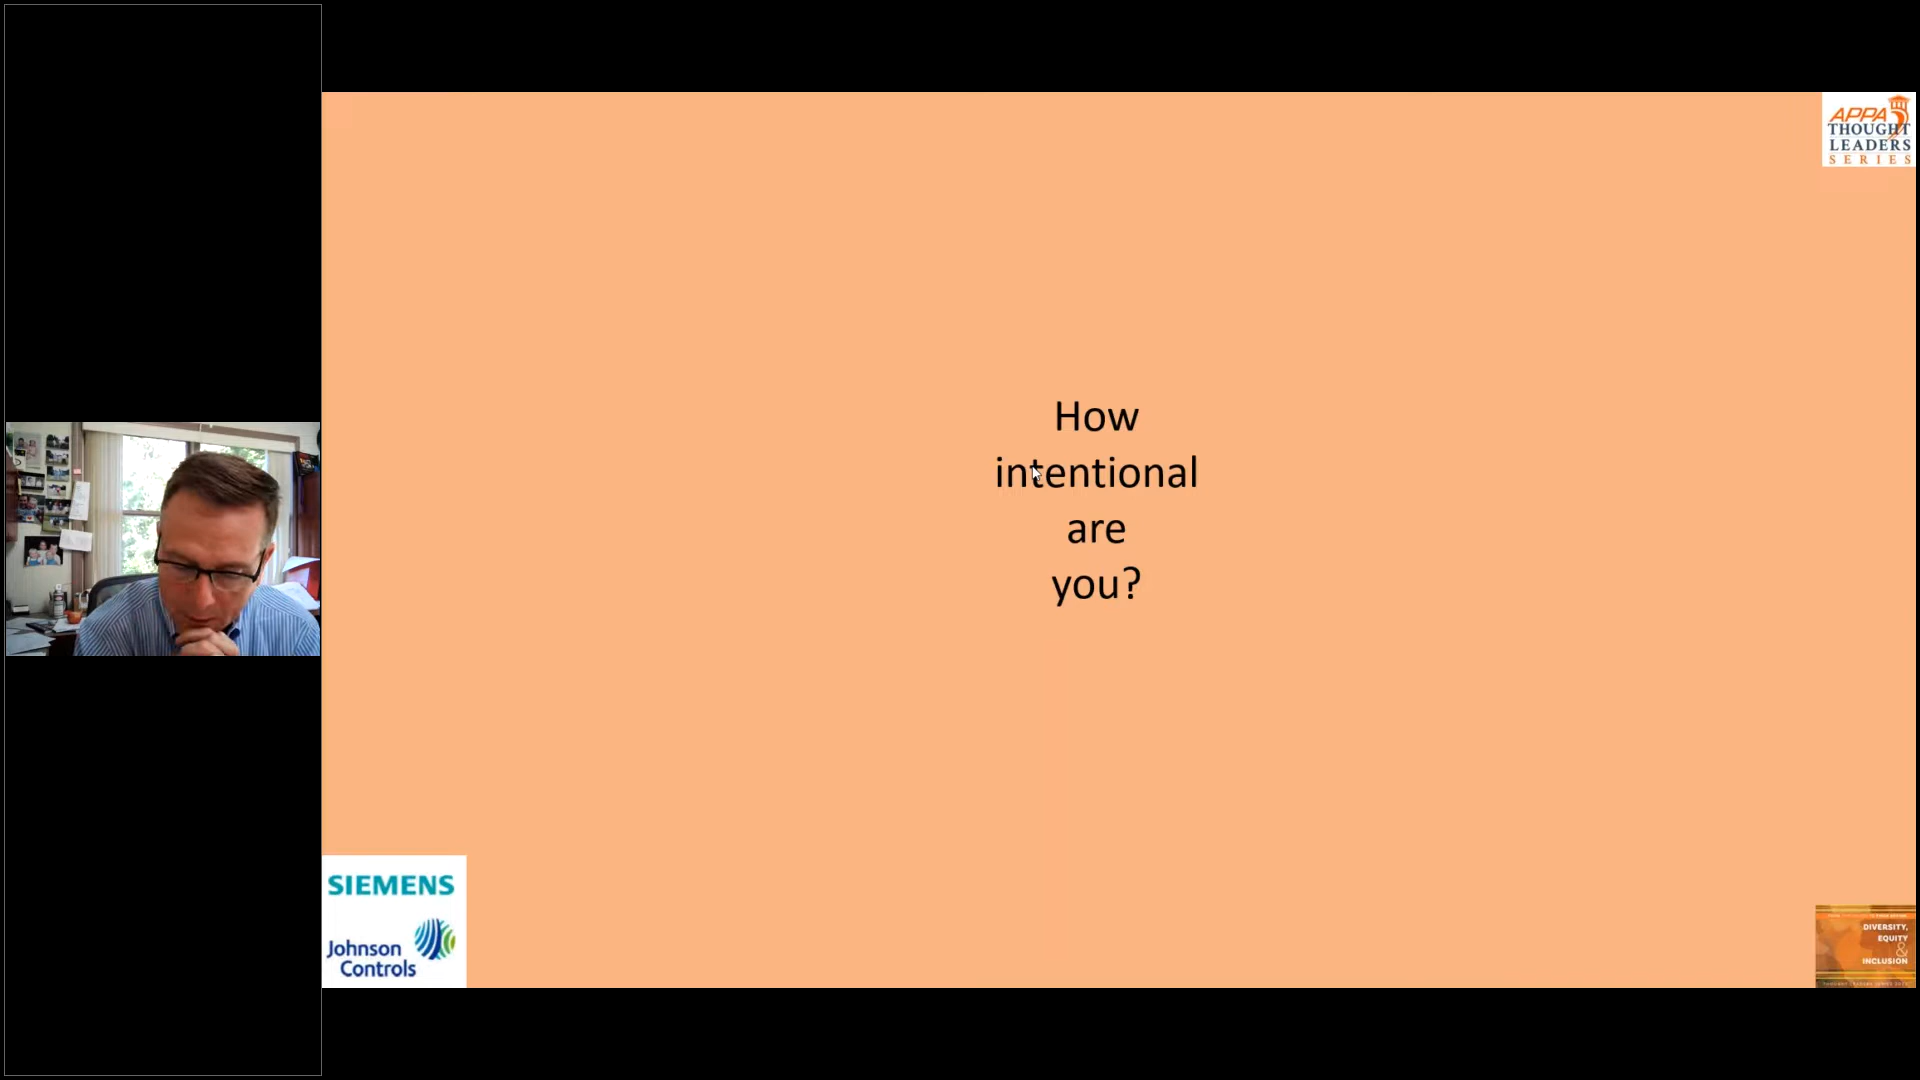 APPA
THOUGHT
LEADERS
SERIES
How
intentional
are
you?
SIEMENS
Johnson
Controls
DIVERSITY,
EQUITY
&
INCLUSION